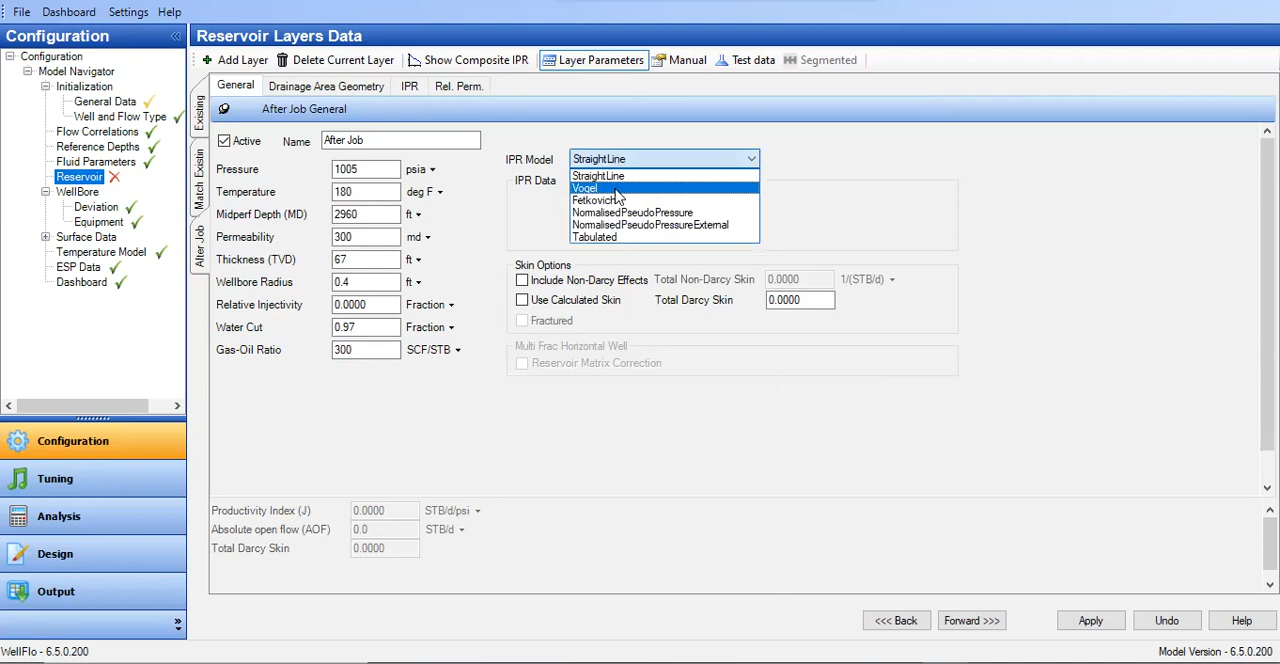 File Dashboard Settings Help
Configuration «
Configuration
Model Navigator
Initialization
General Data
Well and Flow Type
Flow Correlations
Reference Depths
Fluid Parameters
Reservoir
WellBore
Deviation
Equipment
Surface Data
Temperature Model
ESP Data
Dashboard
Configuration
Tuning
Analysis
Design
Output
»
Reservoir Layers Data
Add Layer Delete Current Layer Show Composite IPR Layer Parameters Manual Test data Segmented
General Drainage Area Geometry IPR Rel. Perm.
Existing
Match Existin
After Job
After Job General
Active Name After Job
Pressure 1005 psia
Temperature 180 deg F
Midperf Depth (MD) 2960 ft
Permeability 300 md
Thickness (TVD) 67 ft
Wellbore Radius 0.4 ft
Relative Injectivity 0.0000 Fraction
Water Cut 0.97 Fraction
Gas-Oil Ratio 300 SCF/STB
IPR Model StraightLine
IPR Data
StraightLine
Vogel
Fetkovich
NormalisedPseudoPressure
NormalisedPseudoPressureExternal
Tabulated
Skin Options
Include Non-Darcy Effects Total Non-Darcy Skin 0.0000 1/(STB/d)
Use Calculated Skin Total Darcy Skin 0.0000
Fractured
Multi Frac Horizontal Well
Reservoir Matrix Correction
Productivity Index (J) 0.0000 STB/d/psi
Absolute open flow (AOF) 0.0 STB/d
Total Darcy Skin 0.0000
<<< Back Forward >>> Apply Undo Help
WellFlo - 6.5.0.200 Model Version - 6.5.0.200